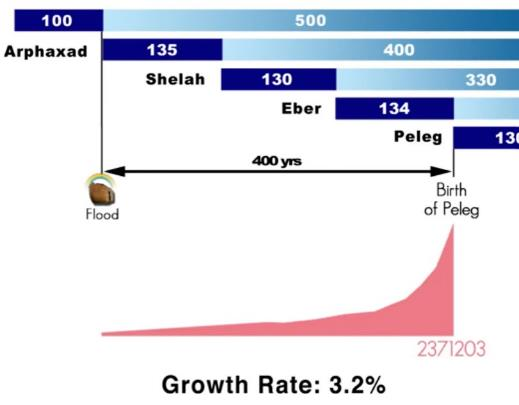 100 500
Arphaxad 135 400
Shelah 130 330
Eber 134
Peleg
400 yrs
Flood
Birth
of Peleg
2371203
Growth Rate: 3.2%